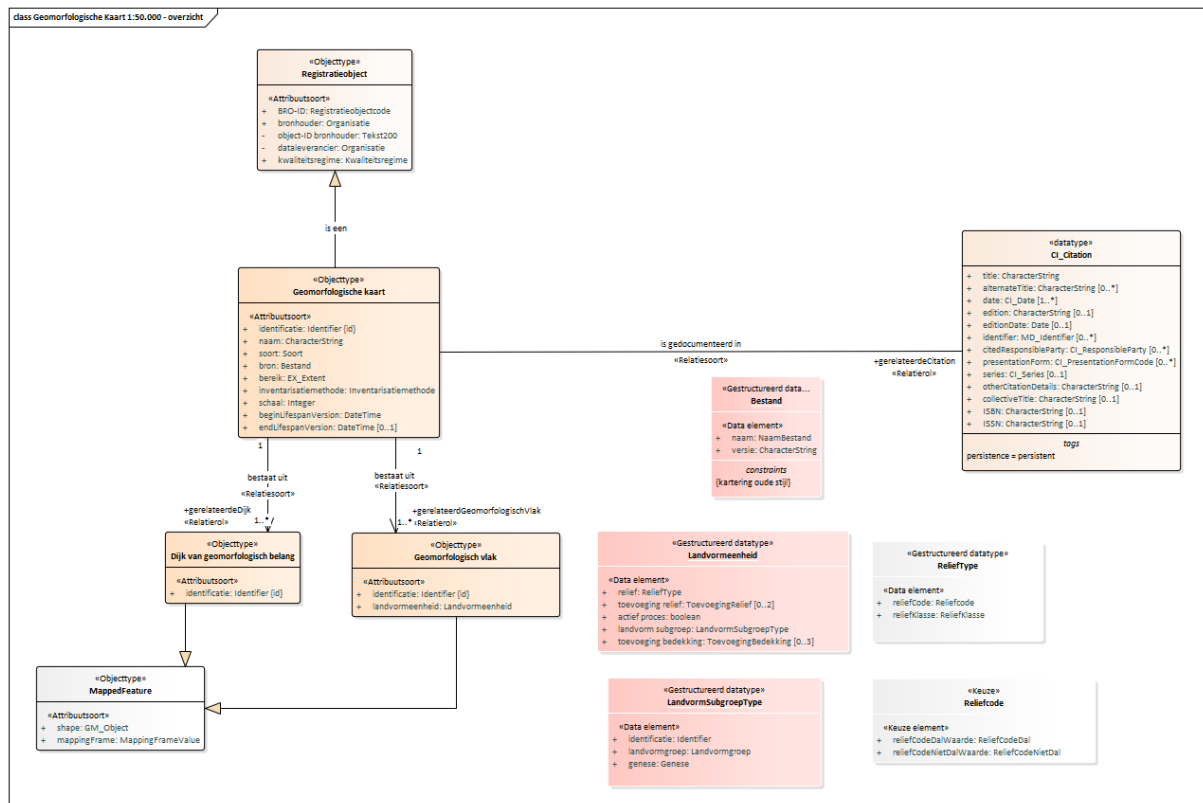 class Geomorfologische Kaart 1:50.000 - overzicht
«Objecttype»
Registratieobject
«Attribuutsoort»
+ BRO-ID: Registratieobjectcode
+ bronhouder: Organisatie
- object-ID bronhouder: Tekst200
- dataleverancier: Organisatie
+ kwaliteitsregime: Kwaliteitsregime
is een
«Objecttype»
Geomorfologische kaart
«Attribuutsoort»
+ identificatie: Identifier {id}
+ naam: CharacterString
+ soort: Soort
+ bron: Bestand
+ bereik: EX_Extent
+ inventarisatiemethode: Inventarisatiemethode
+ schaal: Integer
+ beginLifespanVersion: DateTime
+ endLifespanVersion: DateTime [0..1]
is gedocumenteerd in
«Relatiesoort»
+gerelateerdeCitation
«Relatierol»
«datatype»
CI_Citation
+ title: CharacterString
+ alternateTitle: CharacterString [0..*]
+ date: CI_Date [1..*]
+ edition: CharacterString [0..1]
+ editionDate: Date [0..1]
+ identifier: MD_Identifier [0..*]
+ citedResponsibleParty: CI_ResponsibleParty [0..*]
+ presentationForm: CI_PresentationFormCode [0..*]
+ series: CI_Series [0..1]
+ otherCitationDetails: CharacterString [0..1]
+ collectiveTitle: CharacterString [0..1]
+ ISBN: CharacterString [0..1]
+ ISSN: CharacterString [0..1]
tags
persistence = persistent
«Gestructureerd data...
Bestand
«Data element»
+ naam: NaamBestand
+ versie: CharacterString
constraints
{kartering oude stijl}
1
bestaat uit
«Relatiesoort»
+gerelateerdeDijk
«Relatierol»
1..*
1
bestaat uit
«Relatiesoort»
+gerelateerdGeomorfologischVlak
1..* «Relatierol»
«Objecttype»
Dijk van geomorfologisch belang
«Attribuutsoort»
+ identificatie: Identifier {id}
«Objecttype»
Geomorfologisch vlak
«Attribuutsoort»
+ identificatie: Identifier {id}
+ landvormeenheid: Landvormeenheid
«Gestructureerd datatype»
Landvormeenheid
«Data element»
+ relief: ReliefType
+ toevoeging relief: ToevoegingRelief [0..2]
+ actief proces: boolean
+ landvorm subgroep: LandvormSubgroepType
+ toevoeging bedekking: ToevoegingBedekking [0..3]
«Gestructureerd datatype»
ReliefType
«Data element»
+ reliefCode: Reliefcode
+ reliefKlasse: ReliefKlasse
«Objecttype»
MappedFeature
«Attribuutsoort»
+ shape: GM_Object
+ mappingFrame: MappingFrameValue
«Gestructureerd datatype»
LandvormSubgroepType
«Data element»
+ identificatie: Identifier
+ landvormgroep: Landvormgroep
+ genese: Genese
«Keuze»
Reliefcode
«Keuze element»
+ reliefCodeDalWaarde: ReliefCodeDal
+ reliefCodeNietDalWaarde: ReliefCodeNietDal